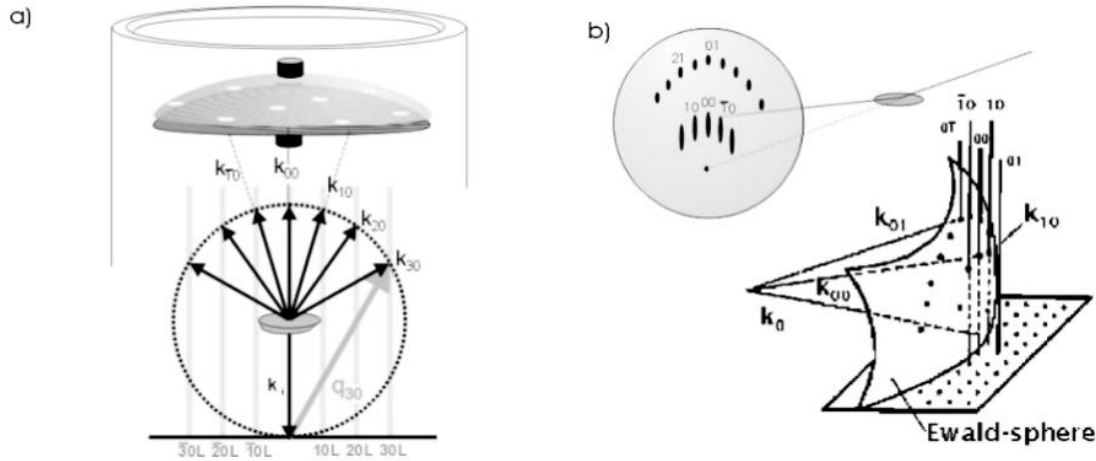 a)
k₀₀
k₁̅₀
k₁₀
k₂₀
k₃₀
kᵢ
q₃₀
3̅0L 2̅0L 1̅0L 10L 20L 30L
b)
01
21
10 00 1̅0
1̅0 10
01̅ 00
01
k₀₁
k₁₀
k₀₀
k₀
Ewald-sphere